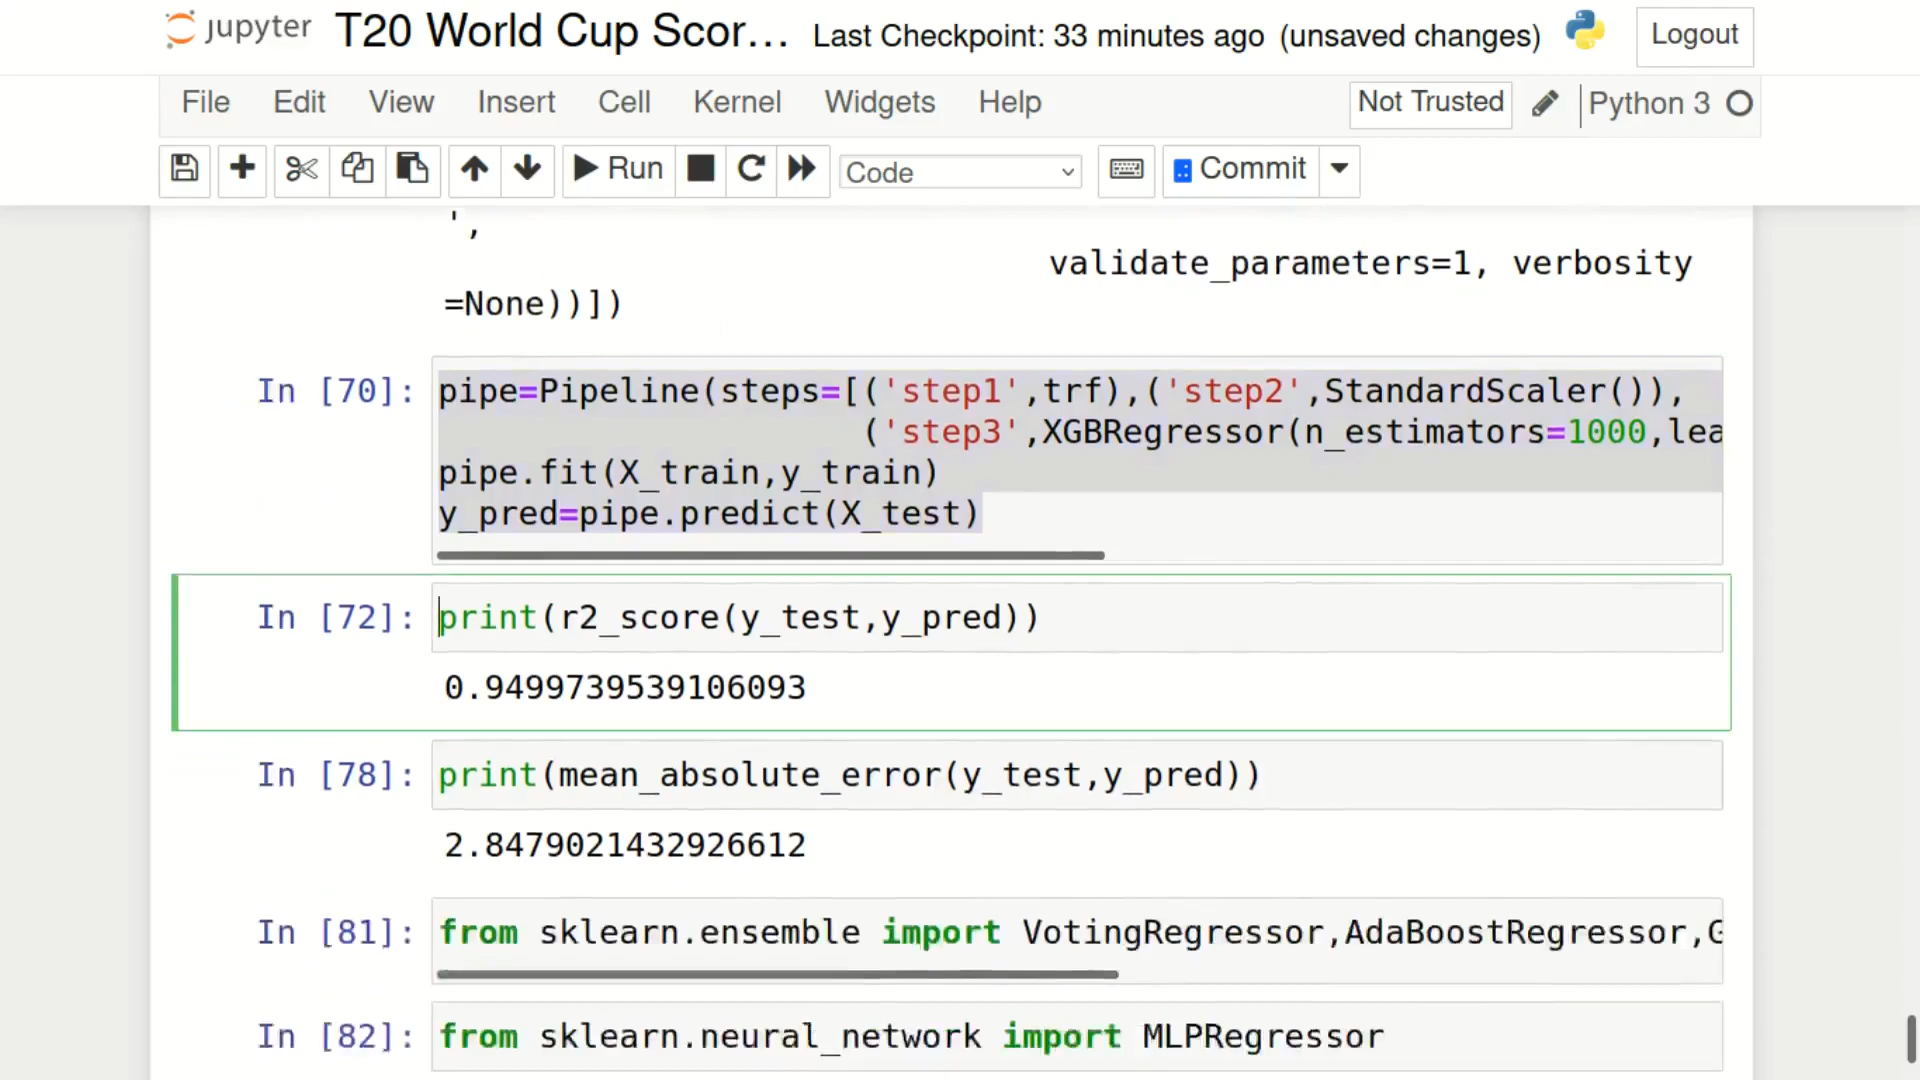 jupyter T20 World Cup Scor... Last Checkpoint: 33 minutes ago (unsaved changes) Logout
File Edit View Insert Cell Kernel Widgets Help Not Trusted Python 3
Run Code Commit
',
validate_parameters=1, verbosity
=None))])
In [70]: pipe=Pipeline(steps=[('step1',trf),('step2',StandardScaler()),
('step3',XGBRegressor(n_estimators=1000,lea
pipe.fit(X_train,y_train)
y_pred=pipe.predict(X_test)
In [72]: print(r2_score(y_test,y_pred))
0.9499739539106093
In [78]: print(mean_absolute_error(y_test,y_pred))
2.8479021432926612
In [81]: from sklearn.ensemble import VotingRegressor,AdaBoostRegressor,G
In [82]: from sklearn.neural_network import MLPRegressor